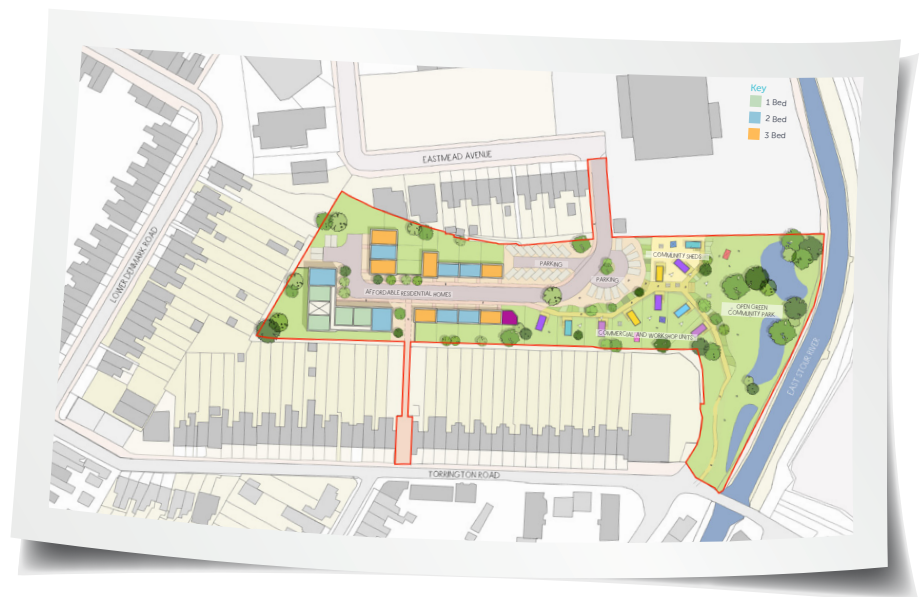 Key
1 Bed
2 Bed
3 Bed
EASTMEAD AVENUE
LOWER DENMARK ROAD
COMMUNITY SHEDS
PARKING
PARKING
AFFORDABLE RESIDENTIAL HOMES
OPEN GREEN
COMMUNITY PARK
COMMERCIAL AND WORKSHOP UNITS
EAST STOUR RIVER
TORRINGTON ROAD